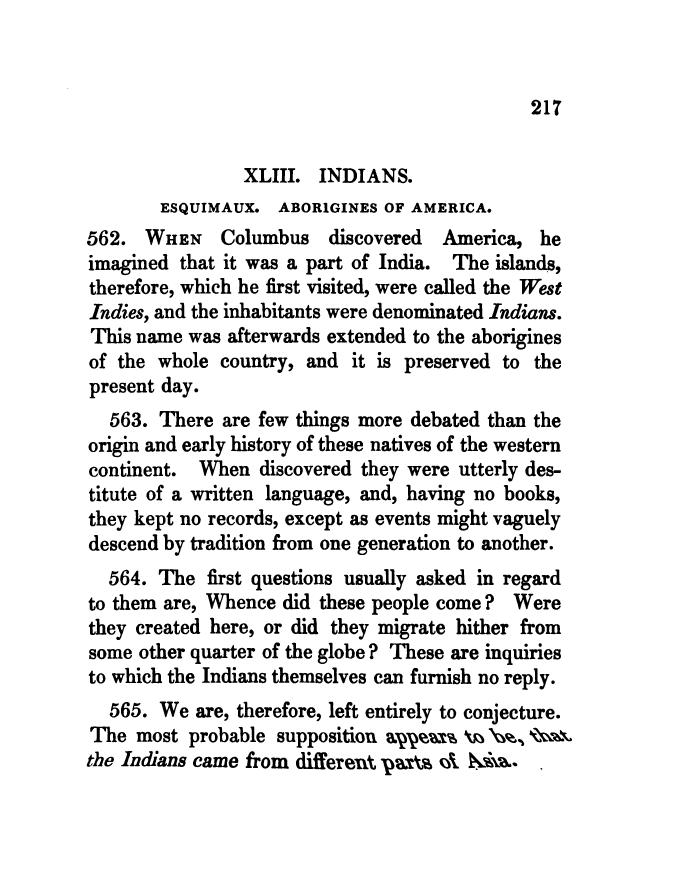 217
XLIII. INDIANS.
ESQUIMAUX. ABORIGINES OF AMERICA.
562. WHEN Columbus discovered America, he
imagined that it was a part of India. The islands,
therefore, which he first visited, were called the West
Indies, and the inhabitants were denominated Indians.
This name was afterwards extended to the aborigines
of the whole country, and it is preserved to the
present day.
563. There are few things more debated than the
origin and early history of these natives of the western
continent. When discovered they were utterly des-
titute of a written language, and, having no books,
they kept no records, except as events might vaguely
descend by tradition from one generation to another.
564. The first questions usually asked in regard
to them are, Whence did these people come? Were
they created here, or did they migrate hither from
some other quarter of the globe? These are inquiries
to which the Indians themselves can furnish no reply.
565. We are, therefore, left entirely to conjecture.
The most probable supposition appears to be, that
the Indians came from different parts of Asia.